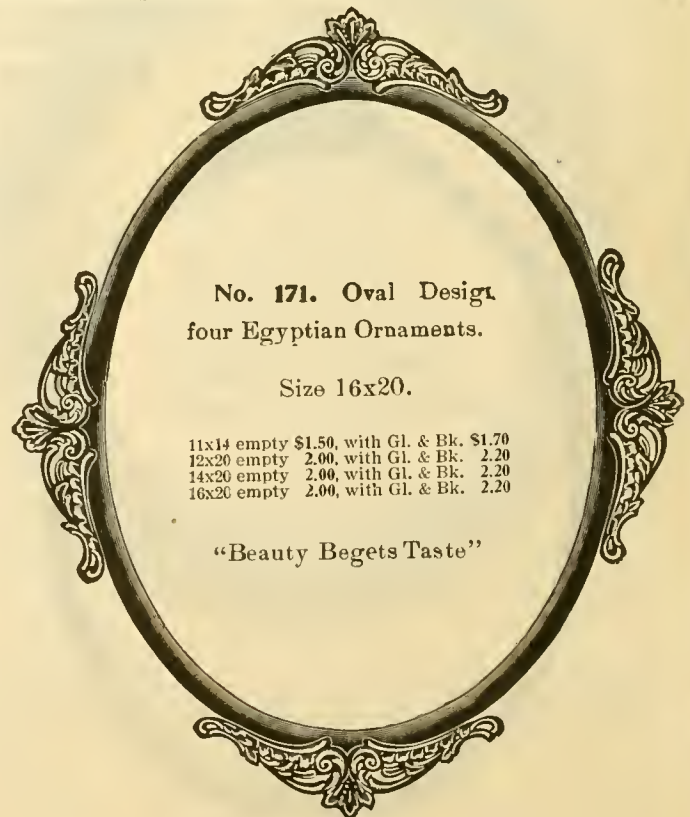 No. 171. Oval Design
four Egyptian Ornaments.
Size 16x20.
11x14 empty $1.50, with Gl. & Bk. $1.70
12x20 empty 2.00, with Gl. & Bk. 2.20
14x20 empty 2.00, with Gl. & Bk. 2.20
16x20 empty 2.00, with Gl. & Bk. 2.20
"Beauty Begets Taste"